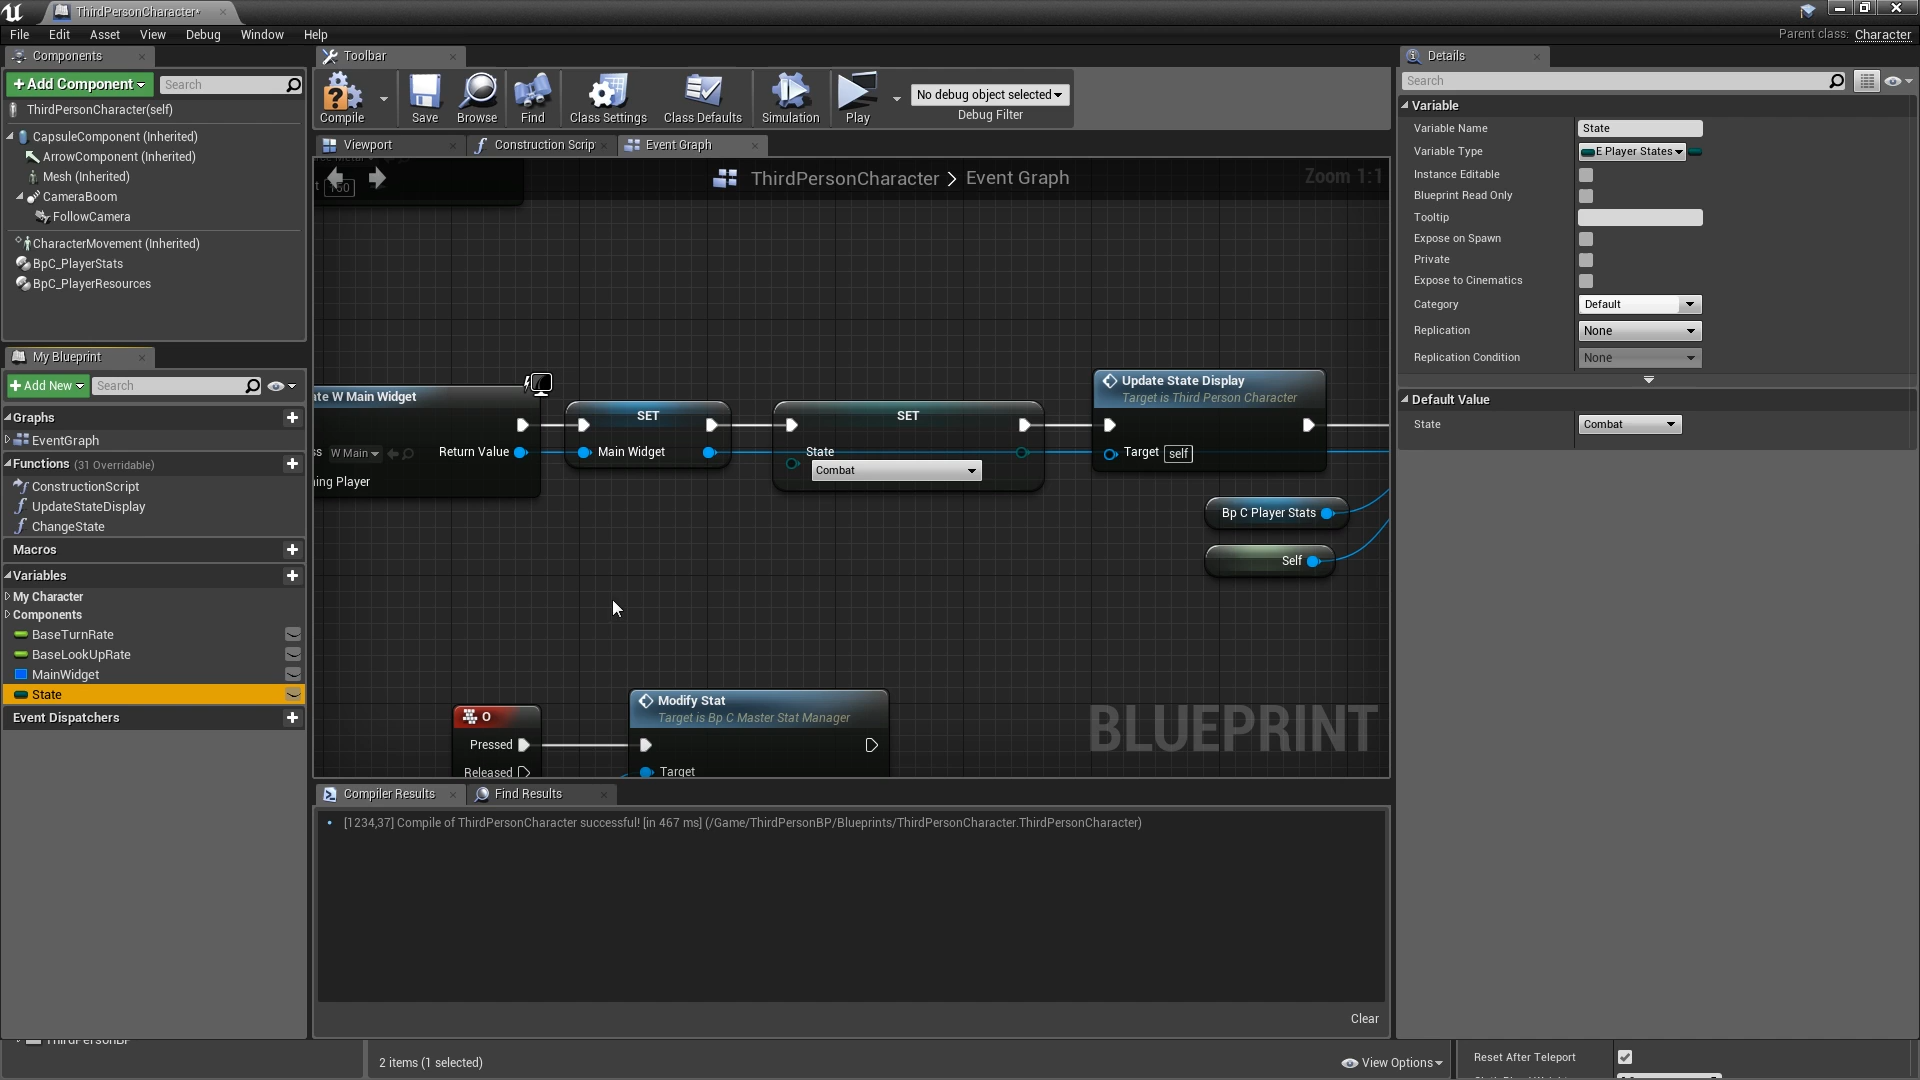 ThirdPersonCharacter*
File Edit Asset View Debug Window Help
Parent class: Character
Components
+ Add Component
Search
ThirdPersonCharacter(self)
CapsuleComponent (Inherited)
ArrowComponent (Inherited)
Mesh (Inherited)
CameraBoom
FollowCamera
CharacterMovement (Inherited)
BpC_PlayerStats
BpC_PlayerResources
My Blueprint
+ Add New
Search
Graphs
EventGraph
Functions (31 Overridable)
ConstructionScript
UpdateStateDisplay
ChangeState
Macros
Variables
My Character
Components
BaseTurnRate
BaseLookUpRate
MainWidget
State
Event Dispatchers
Toolbar
Compile
Save
Browse
Find
Class Settings
Class Defaults
Simulation
Play
No debug object selected
Debug Filter
Viewport
Construction Scrip
Event Graph
ThirdPersonCharacter > Event Graph
Zoom 1:1
t 150
te W Main Widget
ss W Main
Return Value
ing Player
SET
Main Widget
SET
State
Combat
Update State Display
Target is Third Person Character
Target self
Bp C Player Stats
Self
O
Pressed
Released
Modify Stat
Target is Bp C Master Stat Manager
Target
BLUEPRINT
Compiler Results
Find Results
[1234,37] Compile of ThirdPersonCharacter successful! [in 467 ms] (/Game/ThirdPersonBP/Blueprints/ThirdPersonCharacter.ThirdPersonCharacter)
Clear
Details
Search
Variable
Variable Name State
Variable Type E Player States
Instance Editable
Blueprint Read Only
Tooltip
Expose on Spawn
Private
Expose to Cinematics
Category Default
Replication None
Replication Condition None
Default Value
State Combat
ThirdPersonBP
2 items (1 selected)
View Options
Reset After Teleport